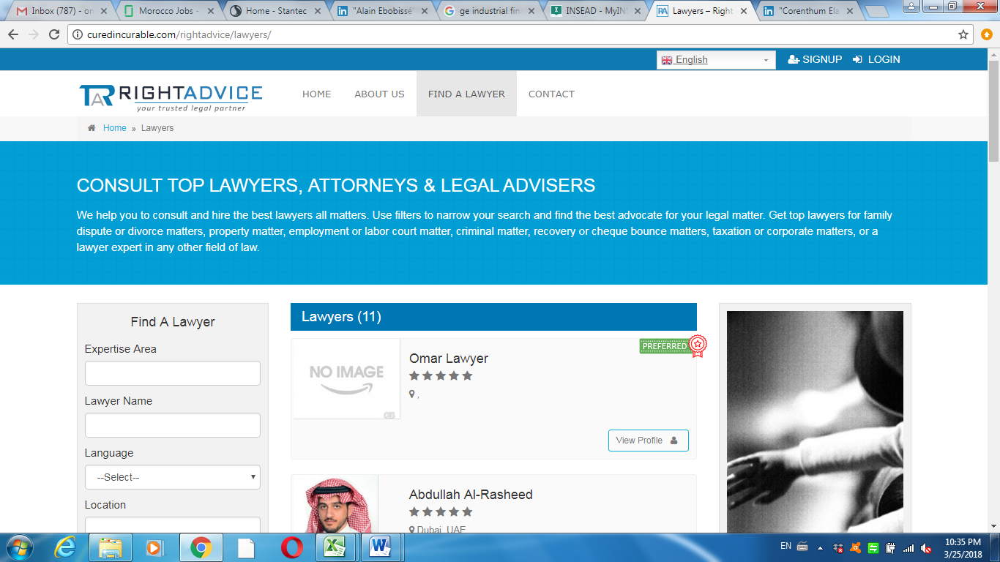 Inbox (787) - on
Morocco Jobs -
Home - Stantec
"Alain Ebobissé"
ge industrial fina
INSEAD - MyINS
Lawyers – Right
"Corenthum Ela
curedincurable.com/rightadvice/lawyers/
English
SIGNUP
LOGIN
TAR RIGHTADVICE
your trusted legal partner
HOME
ABOUT US
FIND A LAWYER
CONTACT
Home » Lawyers
CONSULT TOP LAWYERS, ATTORNEYS & LEGAL ADVISERS
We help you to consult and hire the best lawyers all matters. Use filters to narrow your search and find the best advocate for your legal matter. Get top lawyers for family
dispute or divorce matters, property matter, employment or labor court matter, criminal matter, recovery or cheque bounce matters, taxation or corporate matters, or a
lawyer expert in any other field of law.
Find A Lawyer
Expertise Area
Lawyer Name
Language
--Select--
Location
Lawyers (11)
PREFERRED
NO IMAGE
Omar Lawyer
,
View Profile
Abdullah Al-Rasheed
Dubai, UAE
EN
10:35 PM
3/25/2018